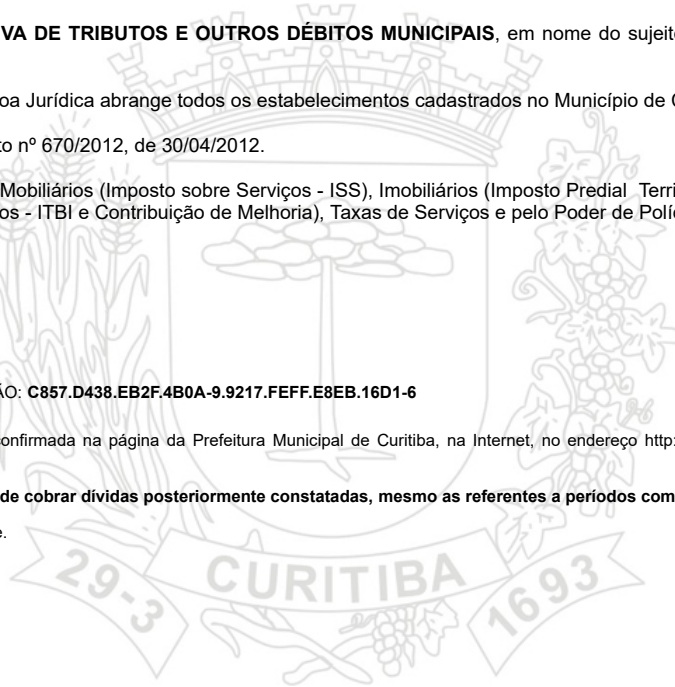 VA DE TRIBUTOS E OUTROS DÉBITOS MUNICIPAIS, em nome do sujeito
oa Jurídica abrange todos os estabelecimentos cadastrados no Município de C
to nº 670/2012, de 30/04/2012.
Mobiliários (Imposto sobre Serviços - ISS), Imobiliários (Imposto Predial Terri
os - ITBI e Contribuição de Melhoria), Taxas de Serviços e pelo Poder de Políc
ÃO: C857.D438.EB2F.4B0A-9.9217.FEFF.E8EB.16D1-6
confirmada na página da Prefeitura Municipal de Curitiba, na Internet, no endereço http:
de cobrar dívidas posteriormente constatadas, mesmo as referentes a períodos com
e.
29-3 CURITIBA 1693